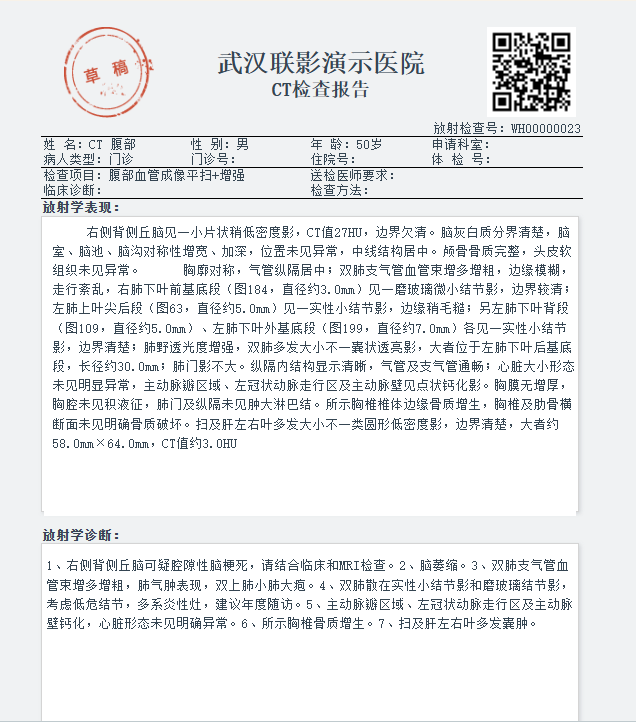 草 稿
武汉联影演示医院
CT检查报告
放射检查号：WH00000023
姓 名：CT 腹部 性 别：男 年 龄：50岁 申请科室：
病人类型：门诊 门诊号： 住院号： 体 检 号：
检查项目：腹部血管成像平扫+增强 送检医师要求：
临床诊断： 检查方法：
放射学表现：
右侧背侧丘脑见一小片状稍低密度影，CT值27HU，边界欠清。脑灰白质分界清楚，脑
室、脑池、脑沟对称性增宽、加深，位置未见异常，中线结构居中。颅骨骨质完整，头皮软
组织未见异常。 胸廓对称，气管纵隔居中；双肺支气管血管束增多增粗，边缘模糊，
走行紊乱，右肺下叶前基底段（图184，直径约3.0mm）见一磨玻璃微小结节影，边界较清；
左肺上叶尖后段（图63，直径约5.0mm）见一实性小结节影，边缘稍毛糙；另左肺下叶背段
（图109，直径约5.0mm）、左肺下叶外基底段（图199，直径约7.0mm）各见一实性小结节
影，边界清楚；肺野透光度增强，双肺多发大小不一囊状透亮影，大者位于左肺下叶后基底
段，长径约30.0mm；肺门影不大。纵隔内结构显示清晰，气管及支气管通畅；心脏大小形态
未见明显异常，主动脉瓣区域、左冠状动脉走行区及主动脉壁见点状钙化影。胸膜无增厚，
胸腔未见积液征，肺门及纵隔未见肿大淋巴结。所示胸椎椎体边缘骨质增生，胸椎及肋骨横
断面未见明确骨质破坏。扫及肝左右叶多发大小不一类圆形低密度影，边界清楚，大者约
58.0mm×64.0mm，CT值约3.0HU
放射学诊断：
1、右侧背侧丘脑可疑腔隙性脑梗死，请结合临床和MRI检查。2、脑萎缩。3、双肺支气管血
管束增多增粗，肺气肿表现，双上肺小肺大疱。4、双肺散在实性小结节影和磨玻璃结节影，
考虑低危结节，多系炎性灶，建议年度随访。5、主动脉瓣区域、左冠状动脉走行区及主动脉
壁钙化，心脏形态未见明确异常。6、所示胸椎骨质增生。7、扫及肝左右叶多发囊肿。